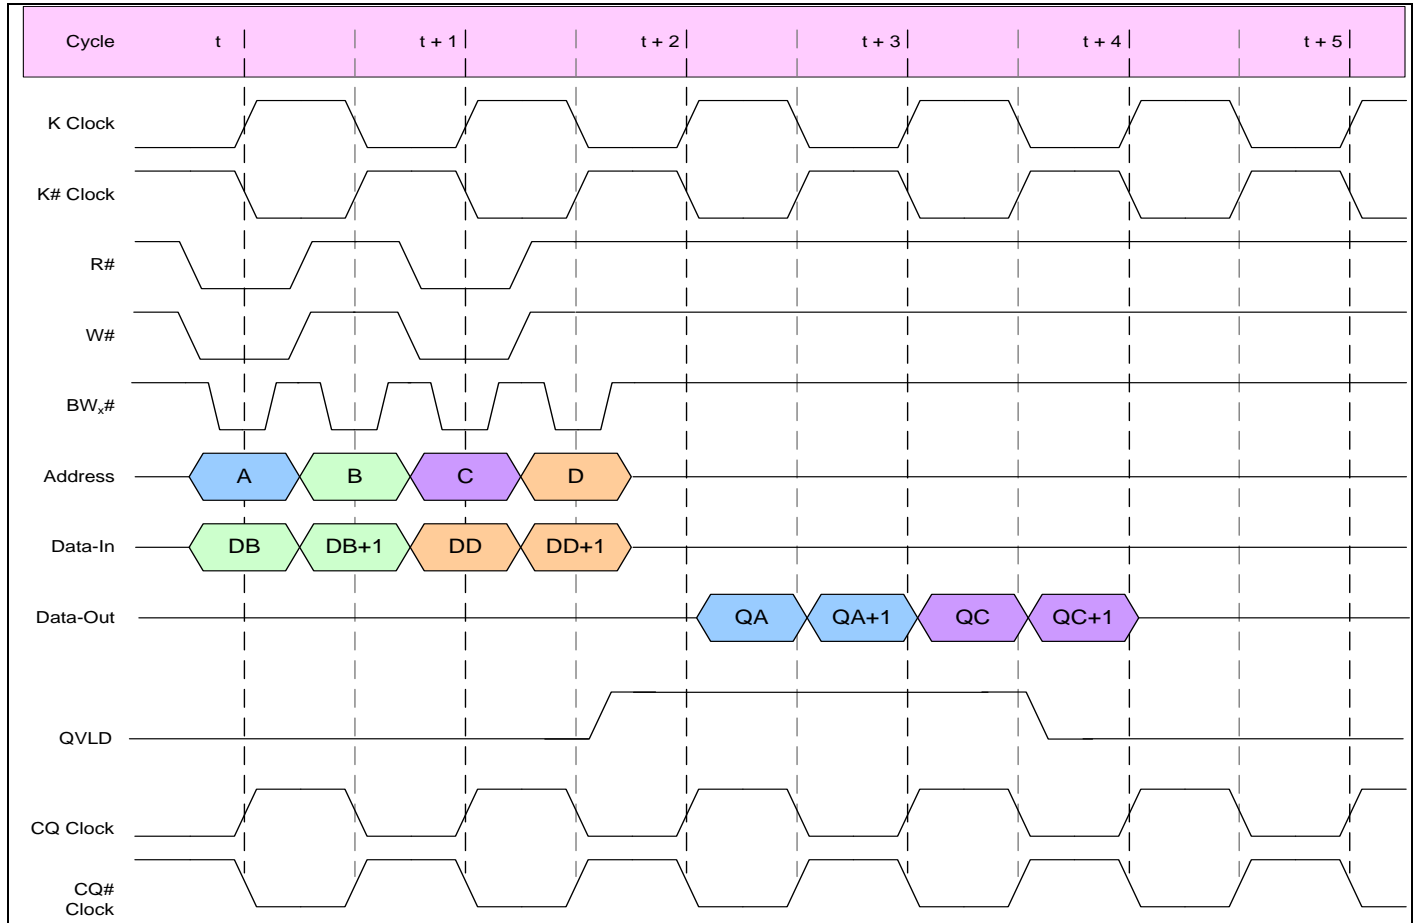 Cycle t t + 1 t + 2 t + 3 t + 4 t + 5
K Clock
K# Clock
R#
W#
BWx#
Address A B C D
Data-In DB DB+1 DD DD+1
Data-Out QA QA+1 QC QC+1
QVLD
CQ Clock
CQ#
Clock